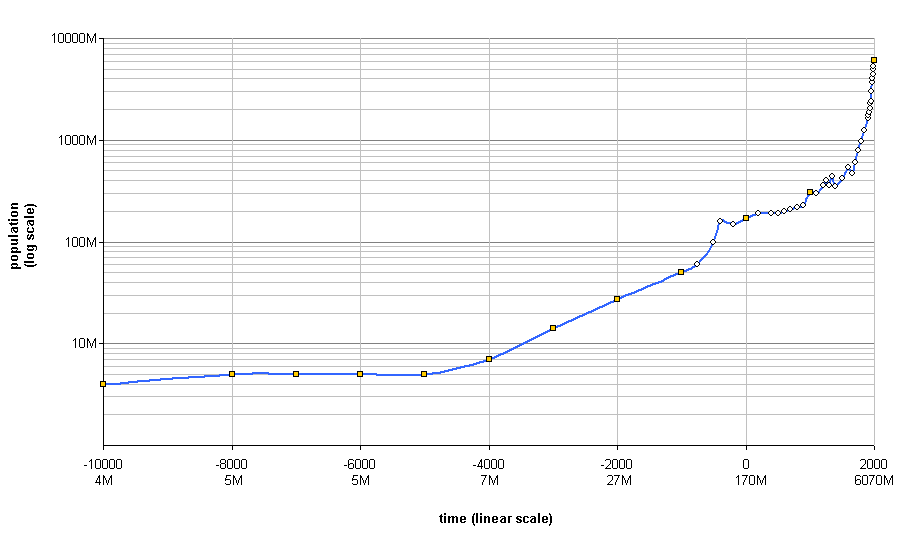 10000M
1000M
100M
10M
population
(log scale)
-10000 -8000 -6000 -4000 -2000 0 2000
4M 5M 5M 7M 27M 170M 6070M
time (linear scale)